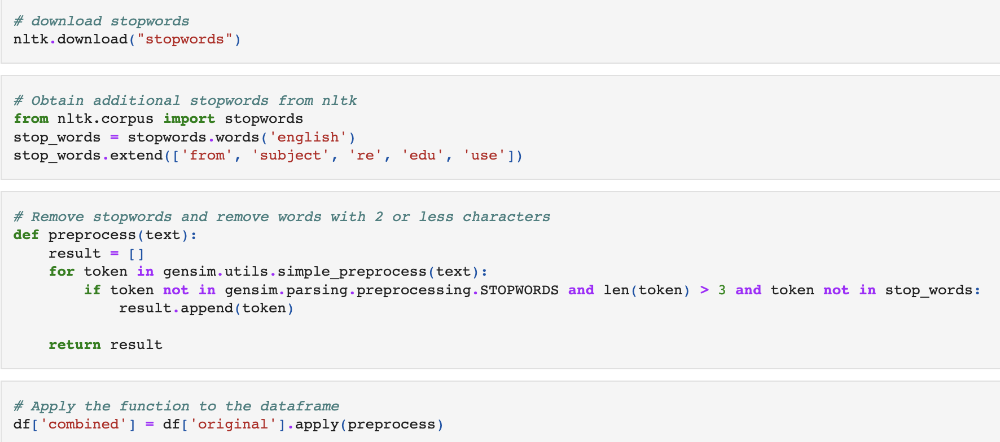 # download stopwords
nltk.download("stopwords")
# Obtain additional stopwords from nltk
from nltk.corpus import stopwords
stop_words = stopwords.words('english')
stop_words.extend(['from', 'subject', 're', 'edu', 'use'])
# Remove stopwords and remove words with 2 or less characters
def preprocess(text):
    result = []
    for token in gensim.utils.simple_preprocess(text):
        if token not in gensim.parsing.preprocessing.STOPWORDS and len(token) > 3 and token not in stop_words:
            result.append(token)
    return result
# Apply the function to the dataframe
df['combined'] = df['original'].apply(preprocess)